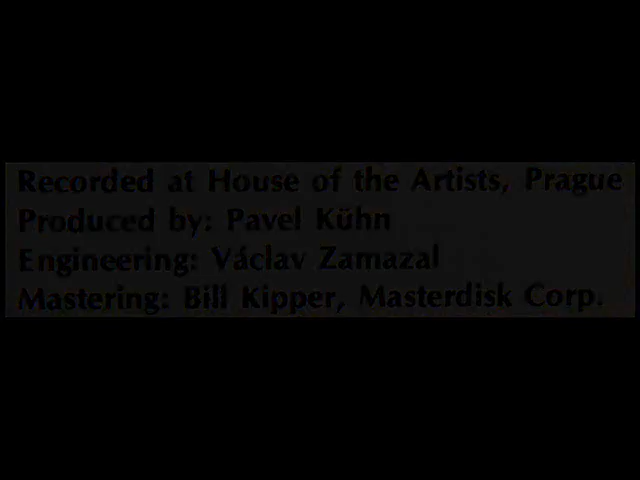 Recorded at House of the Artists, Prague
Produced by: Pavel Kühn
Engineering: Václav Zamazal
Mastering: Bill Kipper, Masterdisk Corp.